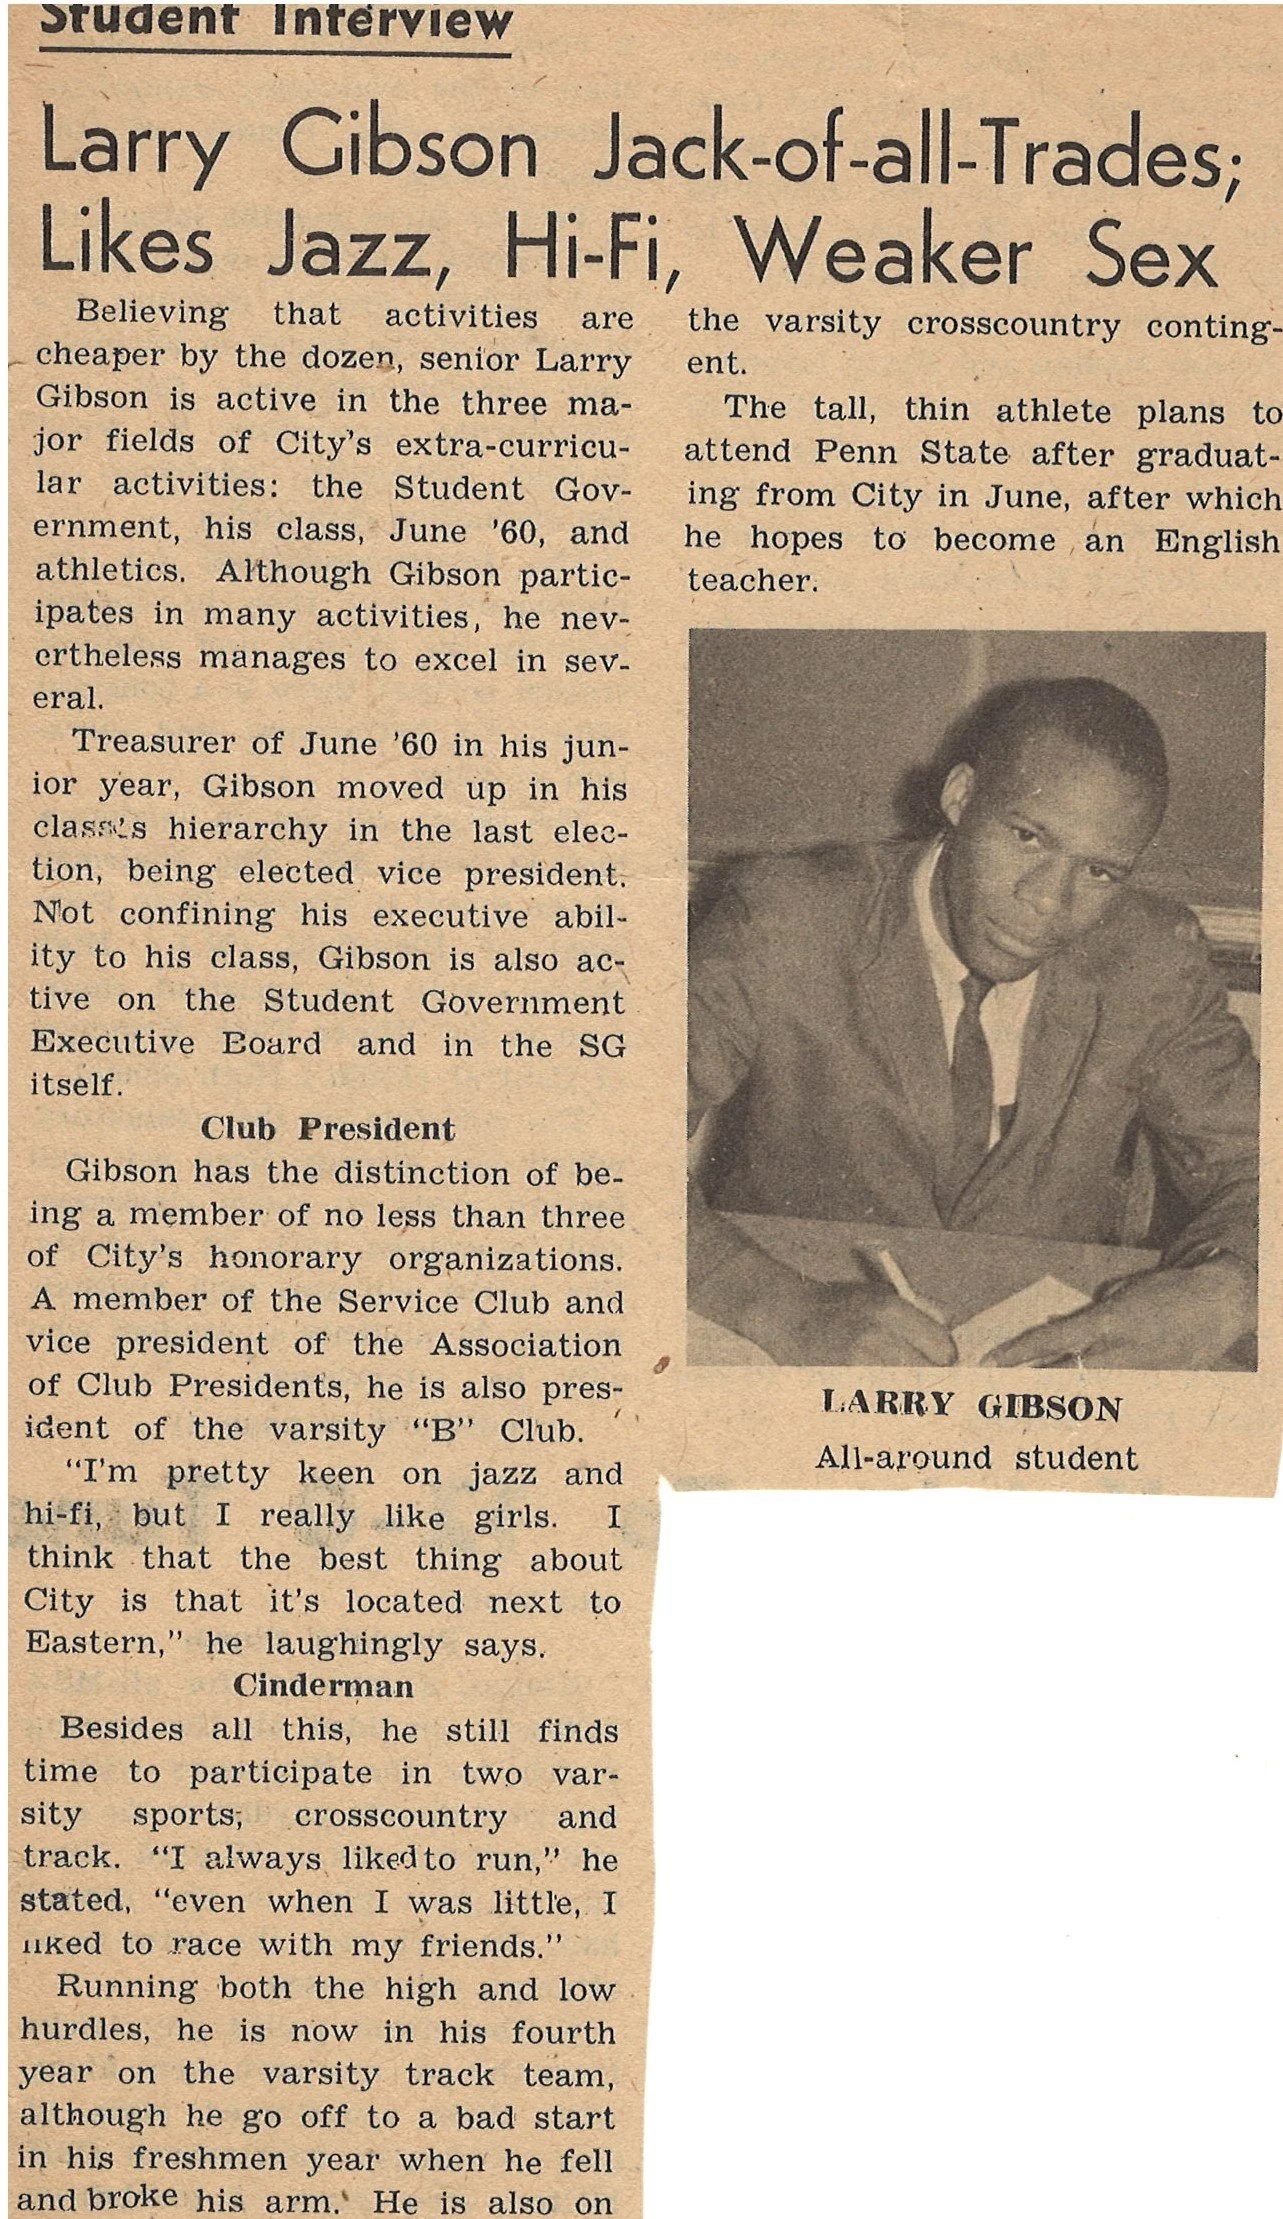 Student Interview
Larry Gibson Jack-of-all-Trades;
Likes Jazz, Hi-Fi, Weaker Sex
Believing that activities are
cheaper by the dozen, senior Larry
Gibson is active in the three ma-
jor fields of City's extra-curricu-
lar activities: the Student Gov-
ernment, his class, June '60, and
athletics. Although Gibson partic-
ipates in many activities, he nev-
ertheless manages to excel in sev-
eral.
Treasurer of June '60 in his jun-
ior year, Gibson moved up in his
class's hierarchy in the last elec-
tion, being elected vice president.
Not confining his executive abil-
ity to his class, Gibson is also ac-
tive on the Student Government
Executive Board and in the SG
itself.
Club President
Gibson has the distinction of be-
ing a member of no less than three
of City's honorary organizations.
A member of the Service Club and
vice president of the Association
of Club Presidents, he is also pres-
ident of the varsity "B" Club.
"I'm pretty keen on jazz and
hi-fi, but I really like girls. I
think that the best thing about
City is that it's located next to
Eastern," he laughingly says.
Cinderman
Besides all this, he still finds
time to participate in two var-
sity sports, crosscountry and
track. "I always liked to run," he
stated, "even when I was little, I
liked to race with my friends."
Running both the high and low
hurdles, he is now in his fourth
year on the varsity track team,
although he go off to a bad start
in his freshmen year when he fell
and broke his arm. He is also on
the varsity crosscountry conting-
ent.
The tall, thin athlete plans to
attend Penn State after graduat-
ing from City in June, after which
he hopes to become an English
teacher.
LARRY GIBSON
All-around student